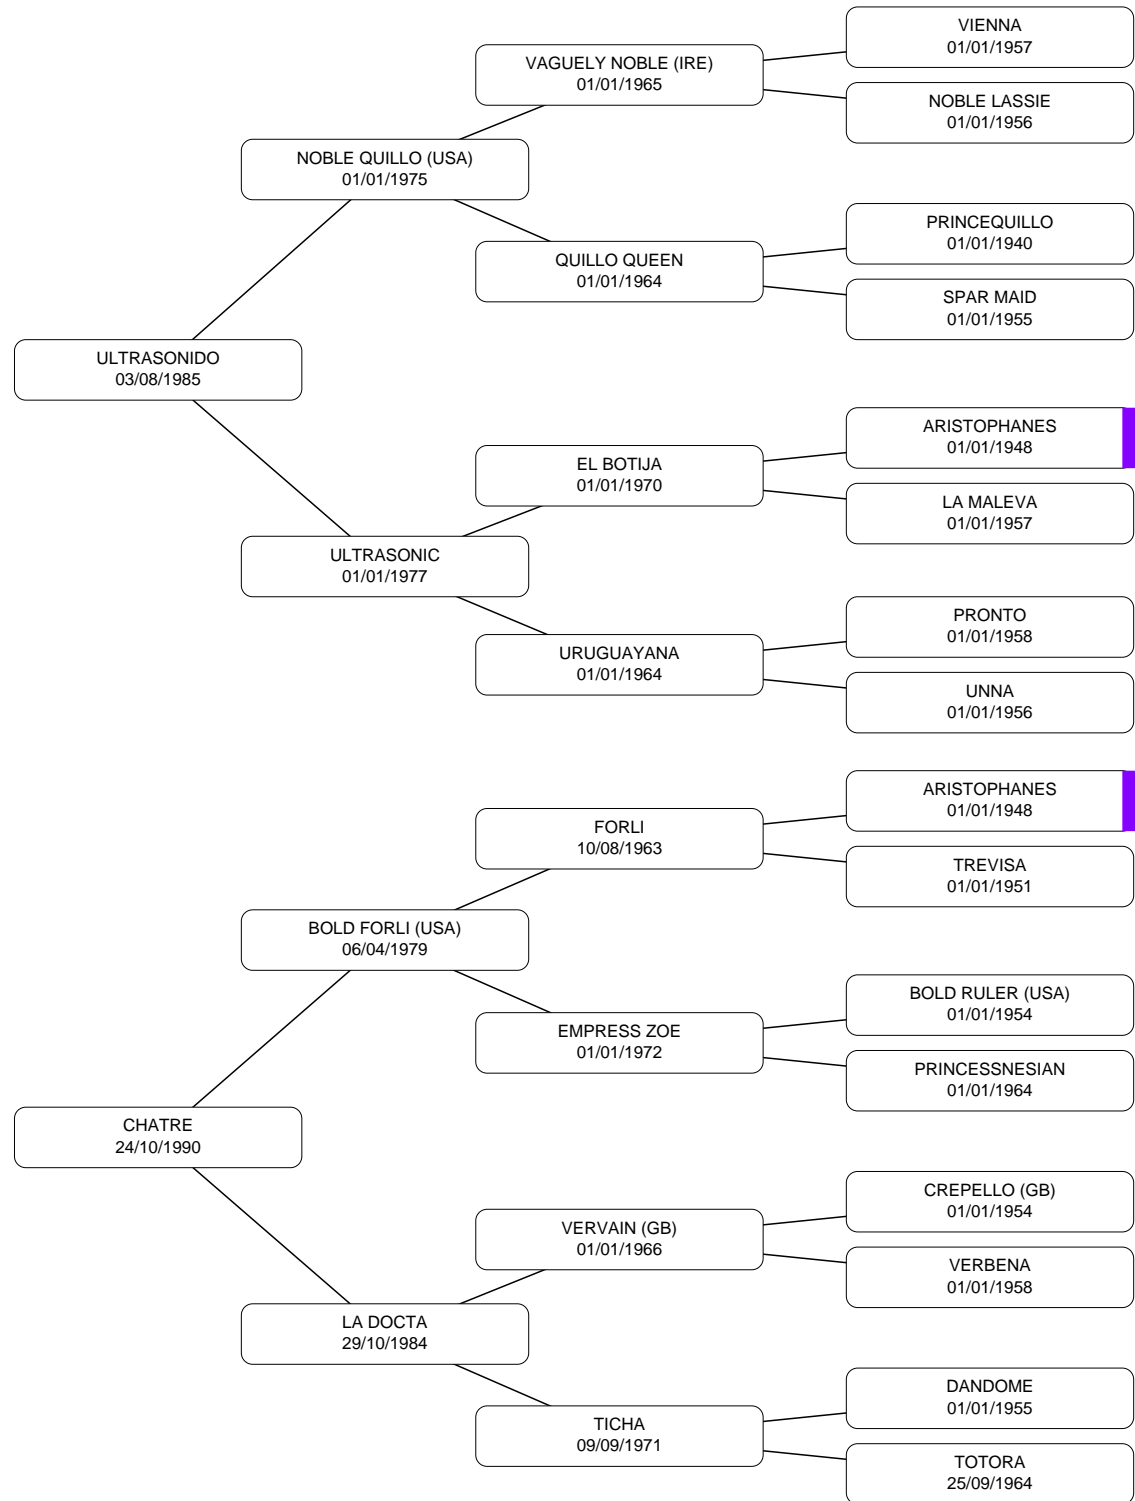 VIENNA
01/01/1957
VAGUELY NOBLE (IRE)
01/01/1965
NOBLE LASSIE
01/01/1956
NOBLE QUILLO (USA)
01/01/1975
PRINCEQUILLO
01/01/1940
QUILLO QUEEN
01/01/1964
SPAR MAID
01/01/1955
ULTRASONIDO
03/08/1985
ARISTOPHANES
01/01/1948
EL BOTIJA
01/01/1970
LA MALEVA
01/01/1957
ULTRASONIC
01/01/1977
PRONTO
01/01/1958
URUGUAYANA
01/01/1964
UNNA
01/01/1956
ARISTOPHANES
01/01/1948
FORLI
10/08/1963
TREVISA
01/01/1951
BOLD FORLI (USA)
06/04/1979
BOLD RULER (USA)
01/01/1954
EMPRESS ZOE
01/01/1972
PRINCESSNESIAN
01/01/1964
CHATRE
24/10/1990
CREPELLO (GB)
01/01/1954
VERVAIN (GB)
01/01/1966
VERBENA
01/01/1958
LA DOCTA
29/10/1984
DANDOME
01/01/1955
TICHA
09/09/1971
TOTORA
25/09/1964